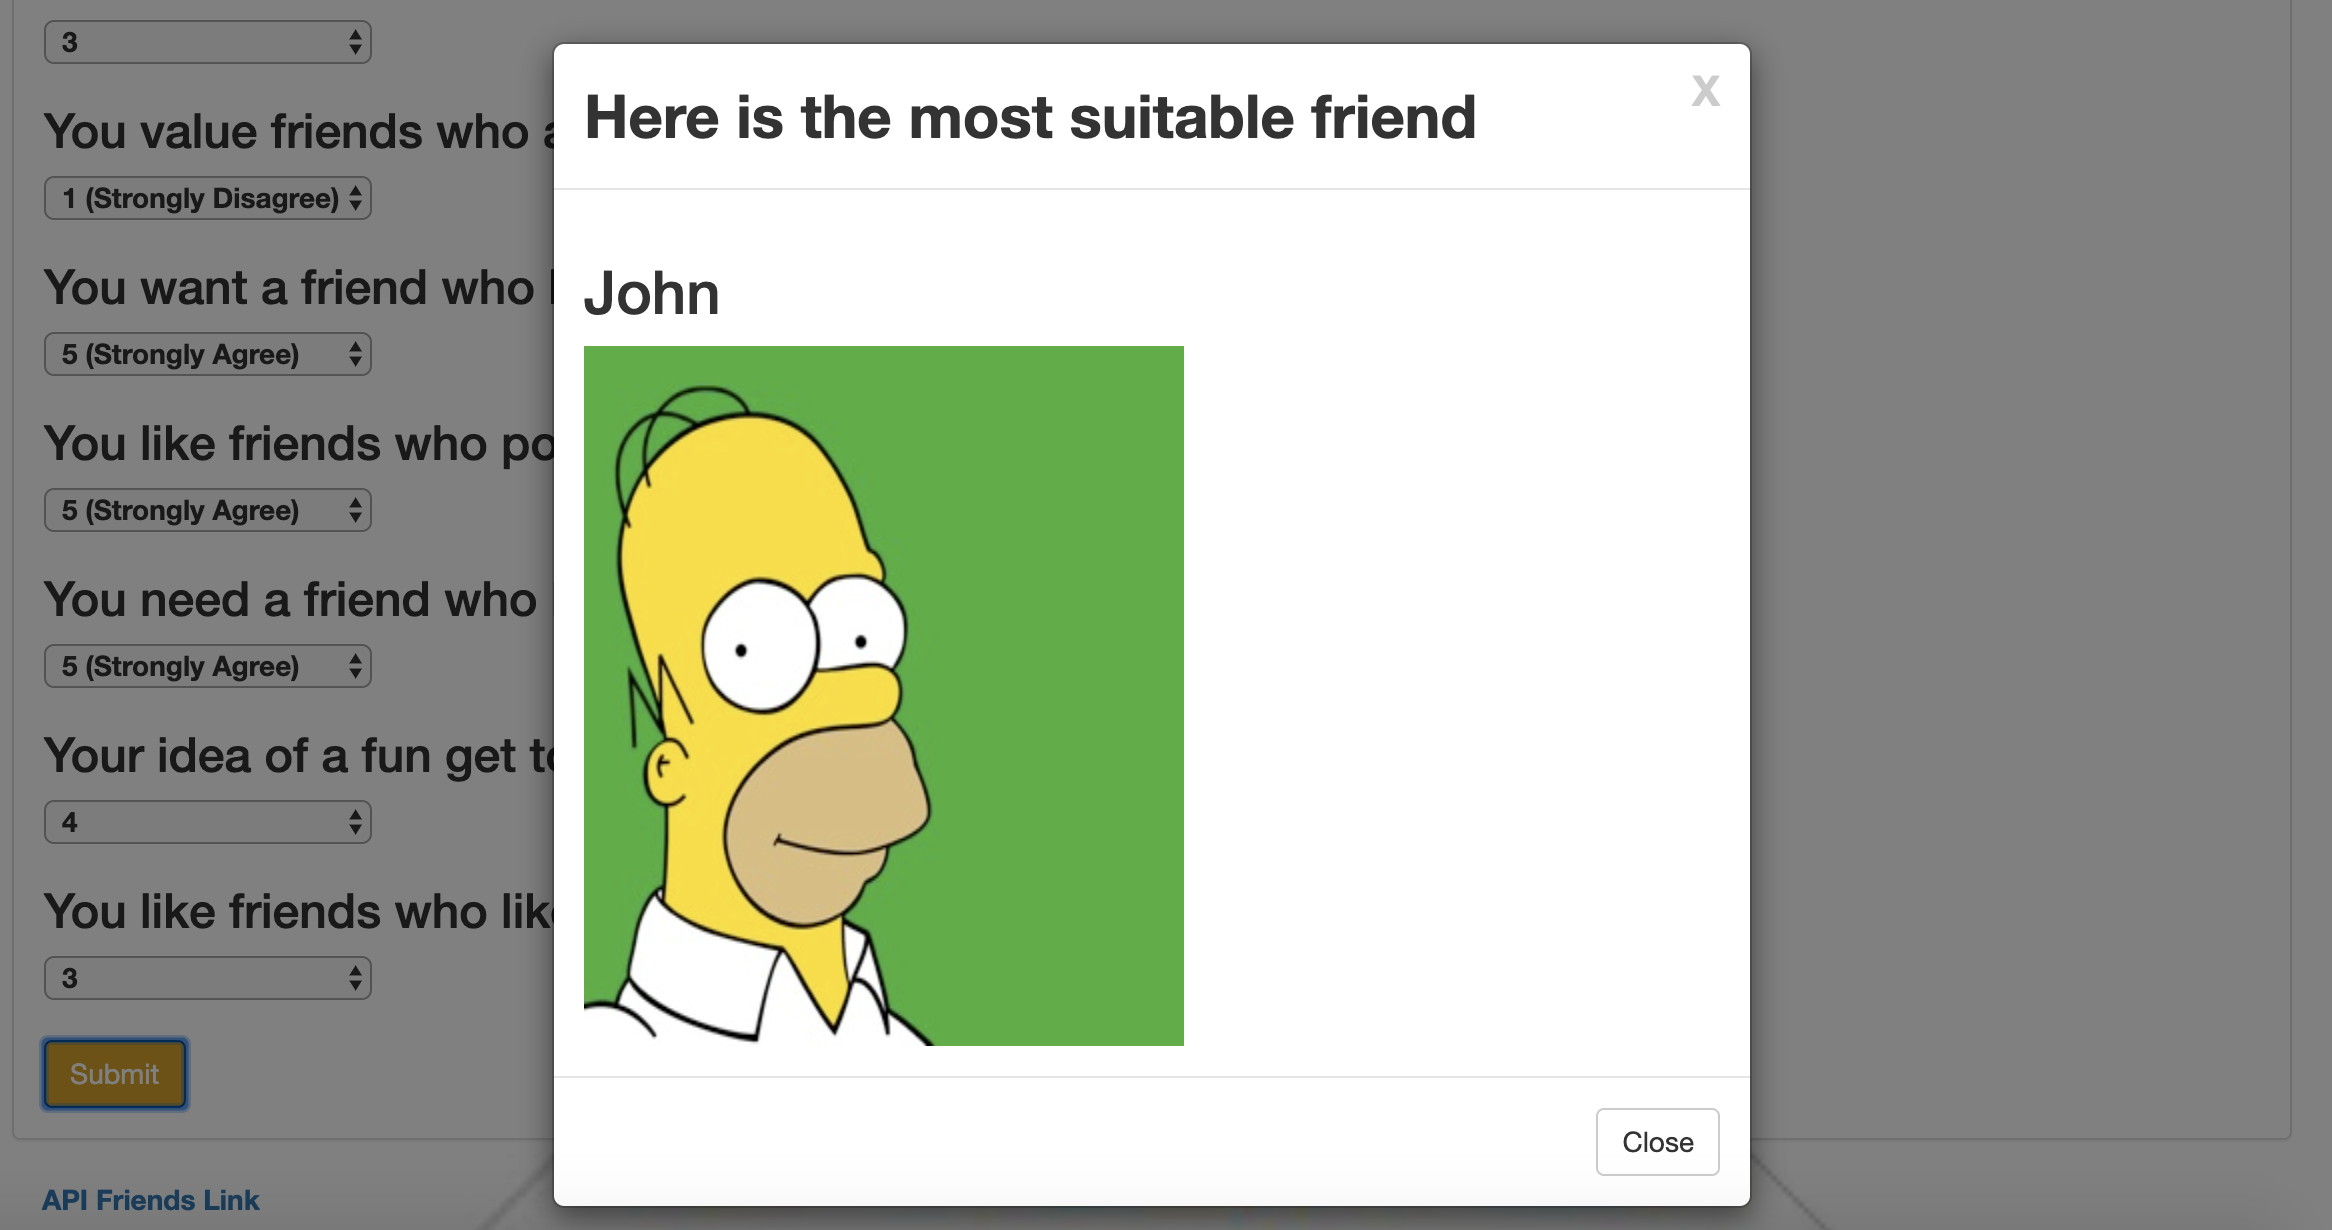 3
You value friends who
1 (Strongly Disagree)
You want a friend who
5 (Strongly Agree)
You like friends who
5 (Strongly Agree)
You need a friend who
5 (Strongly Agree)
Your idea of a fun get
4
You like friends who
3
Submit
API Friends Link
Here is the most suitable friend
x
John
Close